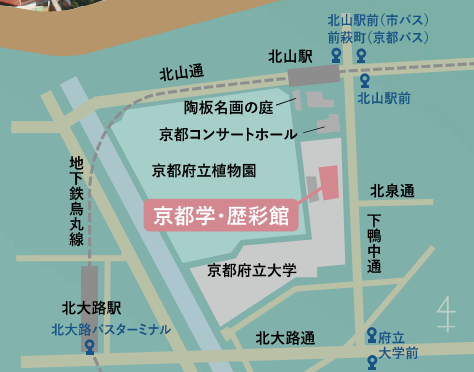 北山駅前(市バス)
前萩町(京都バス)
北山駅
北山通
北山駅前
陶板名画の庭
京都コンサートホール
京都府立植物園
地下鉄烏丸線
北泉通
京都学・歴彩館
下鴨中通
京都府立大学
北大路駅
北大路バスターミナル
北大路通
府立
大学前